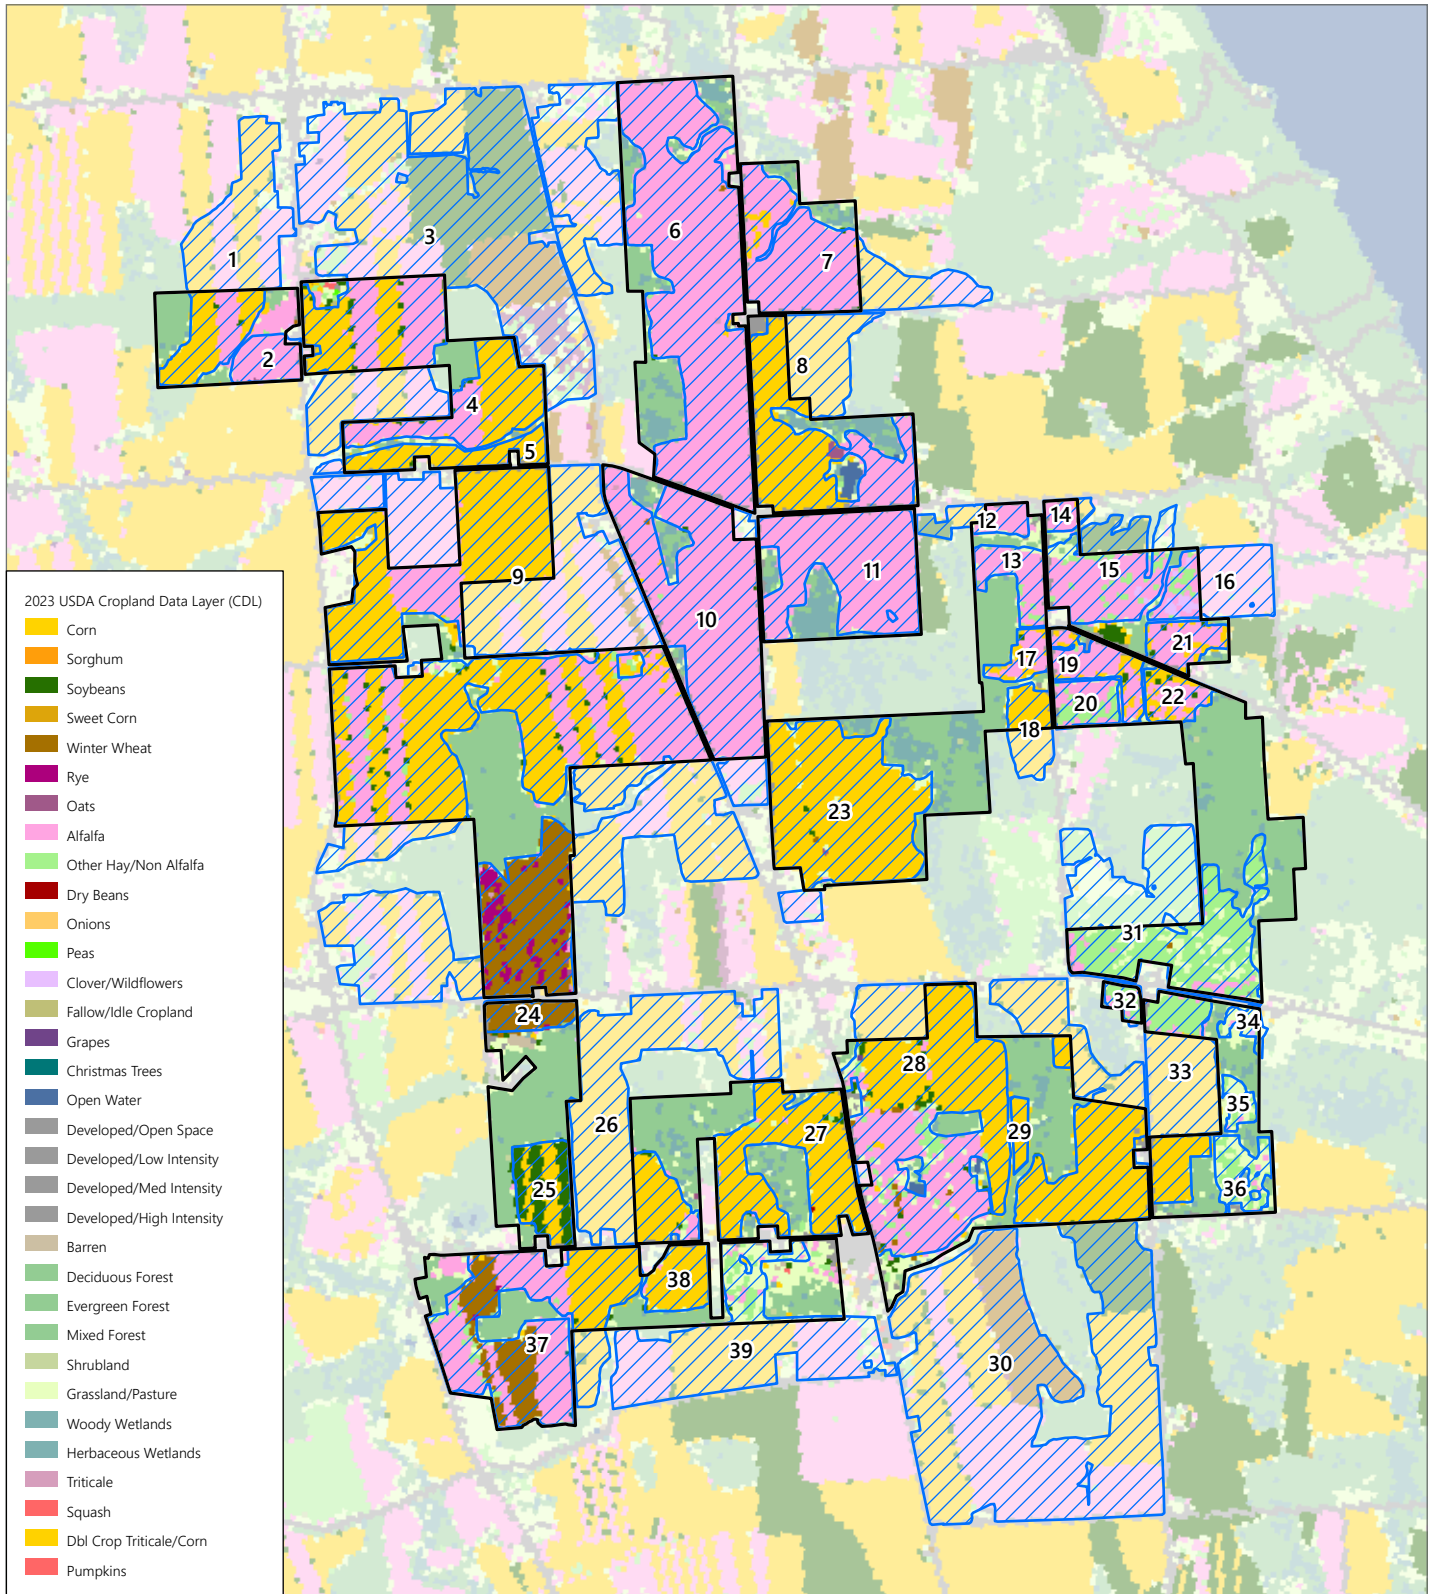 1
2
3
4
5
6
7
8
9
10
11
12
13
14
15
16
17
18
19
20
21
22
23
24
25
26
27
28
29
30
31
32
33
34
35
36
37
38
39
2023 USDA Cropland Data Layer (CDL)
Corn
Sorghum
Soybeans
Sweet Corn
Winter Wheat
Rye
Oats
Alfalfa
Other Hay/Non Alfalfa
Dry Beans
Onions
Peas
Clover/Wildflowers
Fallow/Idle Cropland
Grapes
Christmas Trees
Open Water
Developed/Open Space
Developed/Low Intensity
Developed/Med Intensity
Developed/High Intensity
Barren
Deciduous Forest
Evergreen Forest
Mixed Forest
Shrubland
Grassland/Pasture
Woody Wetlands
Herbaceous Wetlands
Triticale
Squash
Dbl Crop Triticale/Corn
Pumpkins